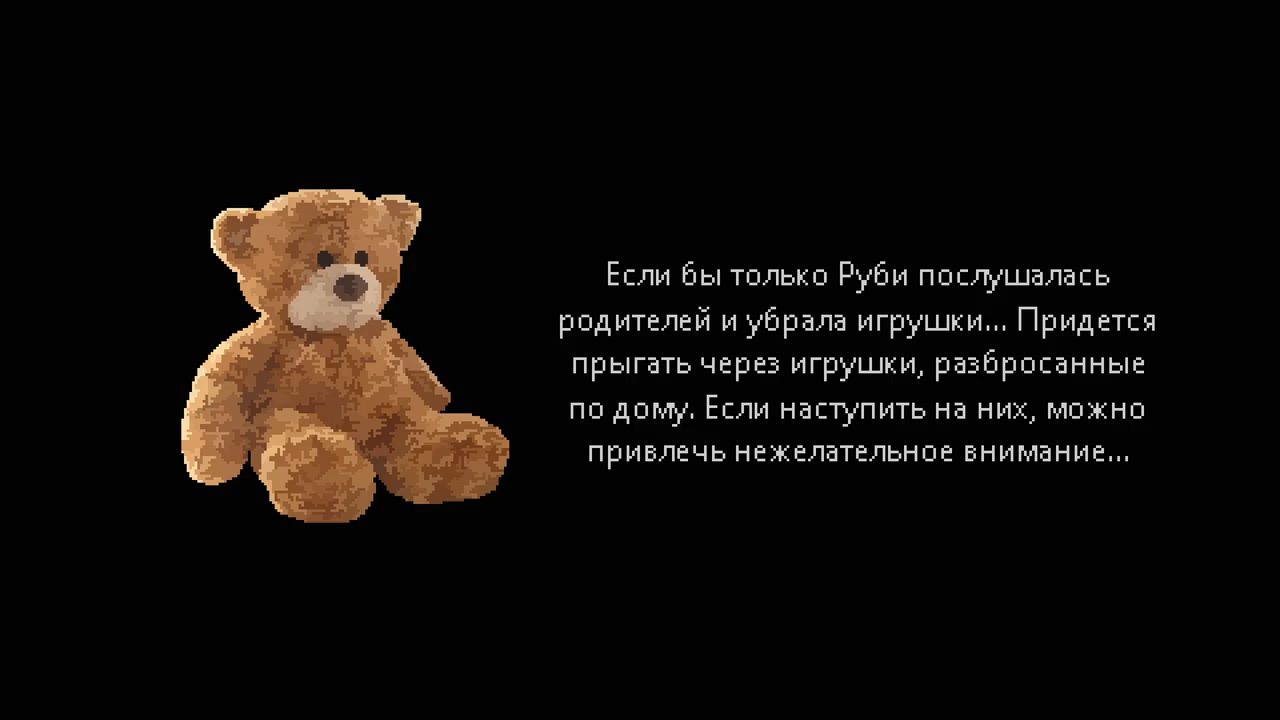 Если бы только Руби послушалась
родителей и убрала игрушки... Придется
прыгать через игрушки, разбросанные
по дому. Если наступить на них, можно
привлечь нежелательное внимание...